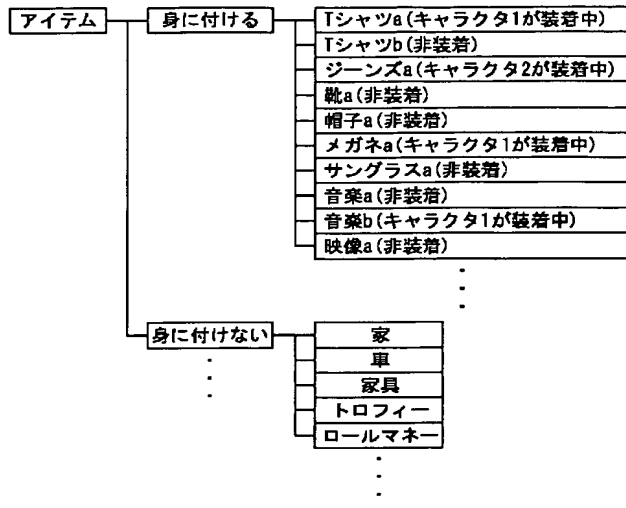 アイテム
身に付ける
Tシャツa(キャラクタ1が装着中)
Tシャツb(非装着)
ジーンズa(キャラクタ2が装着中)
靴a(非装着)
帽子a(非装着)
メガネa(キャラクタ1が装着中)
サングラスa(非装着)
音楽a(非装着)
音楽b(キャラクタ1が装着中)
映像a(非装着)
身に付けない
家
車
家具
トロフィー
ロールマネー